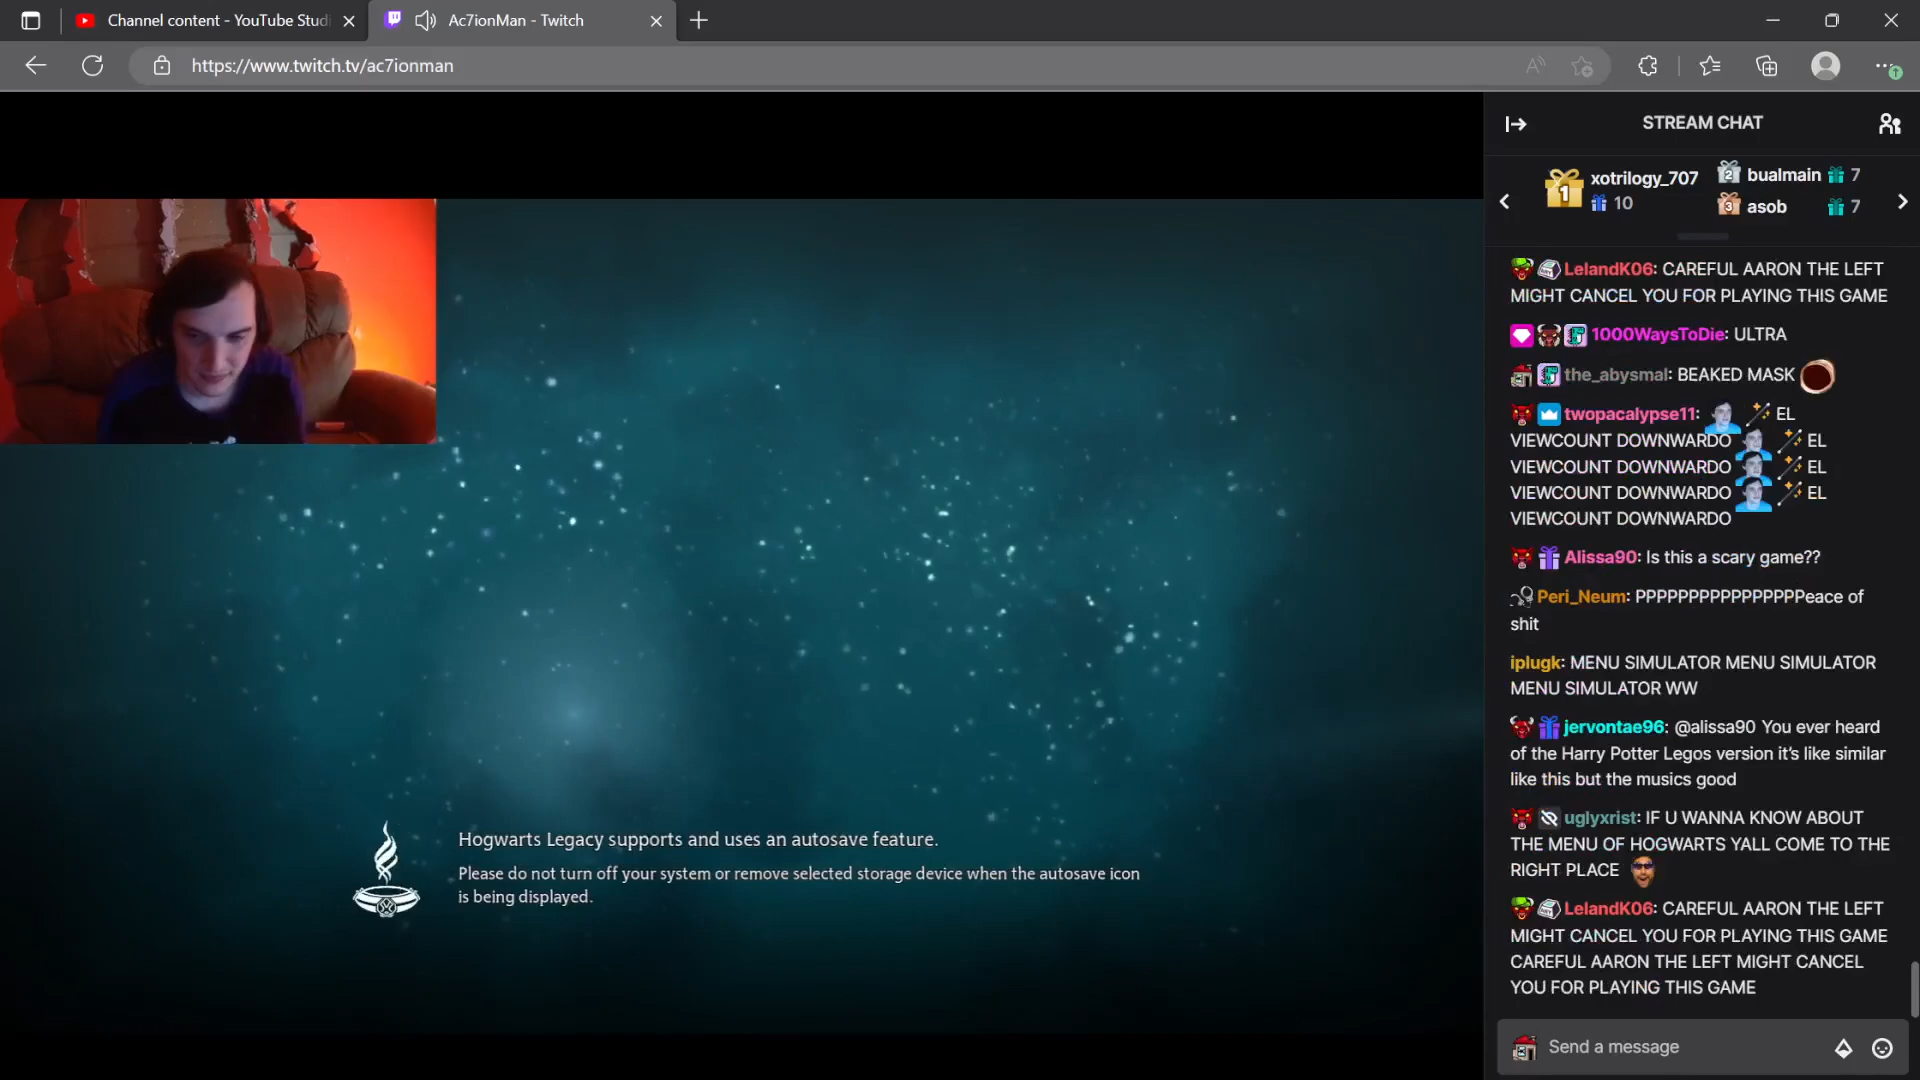 Channel content - YouTube Studi
Ac7ionMan - Twitch
https://www.twitch.tv/ac7ionman
STREAM CHAT
1 xotrilogy_707
10
2 bualmain 7
3 asob 7
LelandK06: CAREFUL AARON THE LEFT
MIGHT CANCEL YOU FOR PLAYING THIS GAME
1000WaysToDie: ULTRA
the_abysmal: BEAKED MASK
twopacalypse11: EL
VIEWCOUNT DOWNWARDO EL
VIEWCOUNT DOWNWARDO EL
VIEWCOUNT DOWNWARDO EL
VIEWCOUNT DOWNWARDO
Alissa90: Is this a scary game??
Peri_Neum: PPPPPPPPPPPPPPPPeace of
shit
iplugk: MENU SIMULATOR MENU SIMULATOR
MENU SIMULATOR WW
jervontae96: @alissa90 You ever heard
of the Harry Potter Legos version it's like similar
like this but the musics good
uglyxrist: IF U WANNA KNOW ABOUT
THE MENU OF HOGWARTS YALL COME TO THE
RIGHT PLACE
LelandK06: CAREFUL AARON THE LEFT
MIGHT CANCEL YOU FOR PLAYING THIS GAME
CAREFUL AARON THE LEFT MIGHT CANCEL
YOU FOR PLAYING THIS GAME
Send a message
Hogwarts Legacy supports and uses an autosave feature.
Please do not turn off your system or remove selected storage device when the autosave icon
is being displayed.